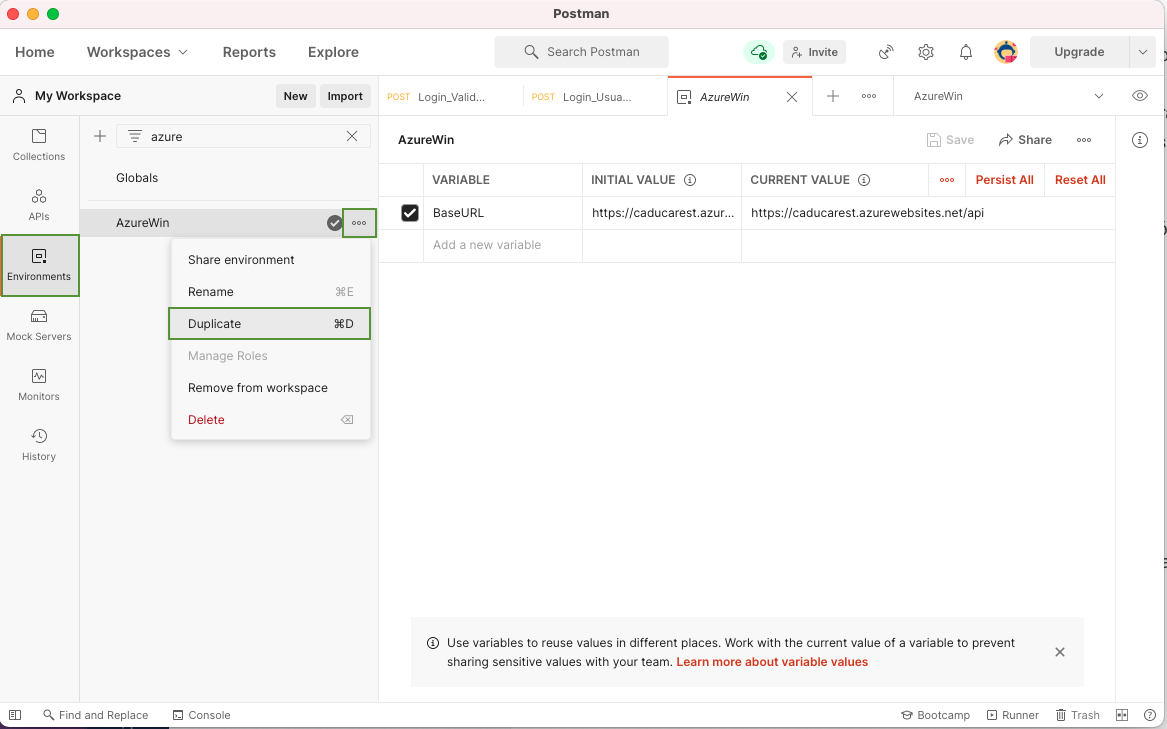 Postman
Home Workspaces Reports Explore Search Postman Invite Upgrade
My Workspace New Import POST Login_Valid... POST Login_Usua... AzureWin AzureWin
azure
AzureWin Save Share
Collections
Globals
VARIABLE INITIAL VALUE CURRENT VALUE Persist All Reset All
APIs
AzureWin
BaseURL https://caducarest.azur... https://caducarest.azurewebsites.net/api
Add a new variable
Environments
Share environment
Rename ⌘E
Duplicate ⌘D
Mock Servers
Manage Roles
Remove from workspace
Monitors
Delete
History
Use variables to reuse values in different places. Work with the current value of a variable to prevent
sharing sensitive values with your team. Learn more about variable values
Find and Replace Console Bootcamp Runner Trash